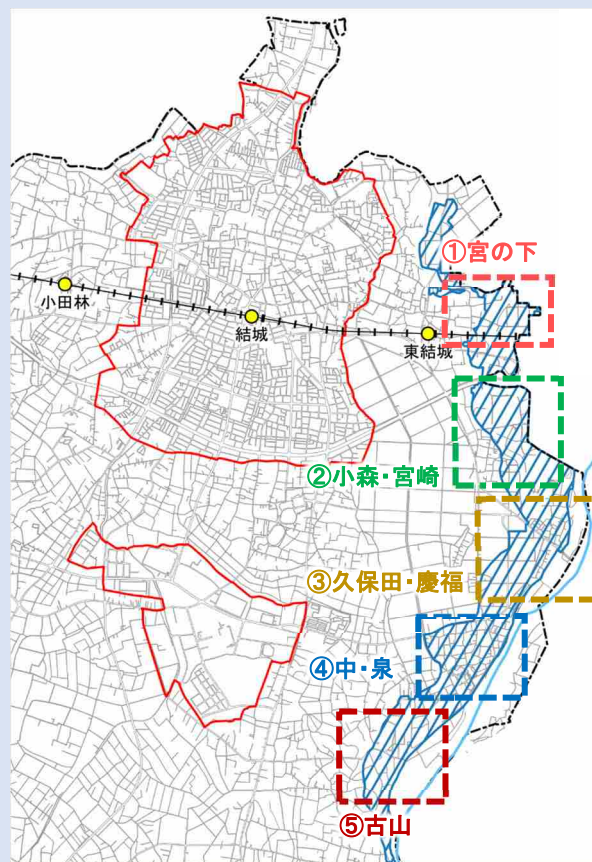 ①宮の下
小田林
結城
東結城
②小森・宮崎
③久保田・慶福
④中・泉
⑤古山